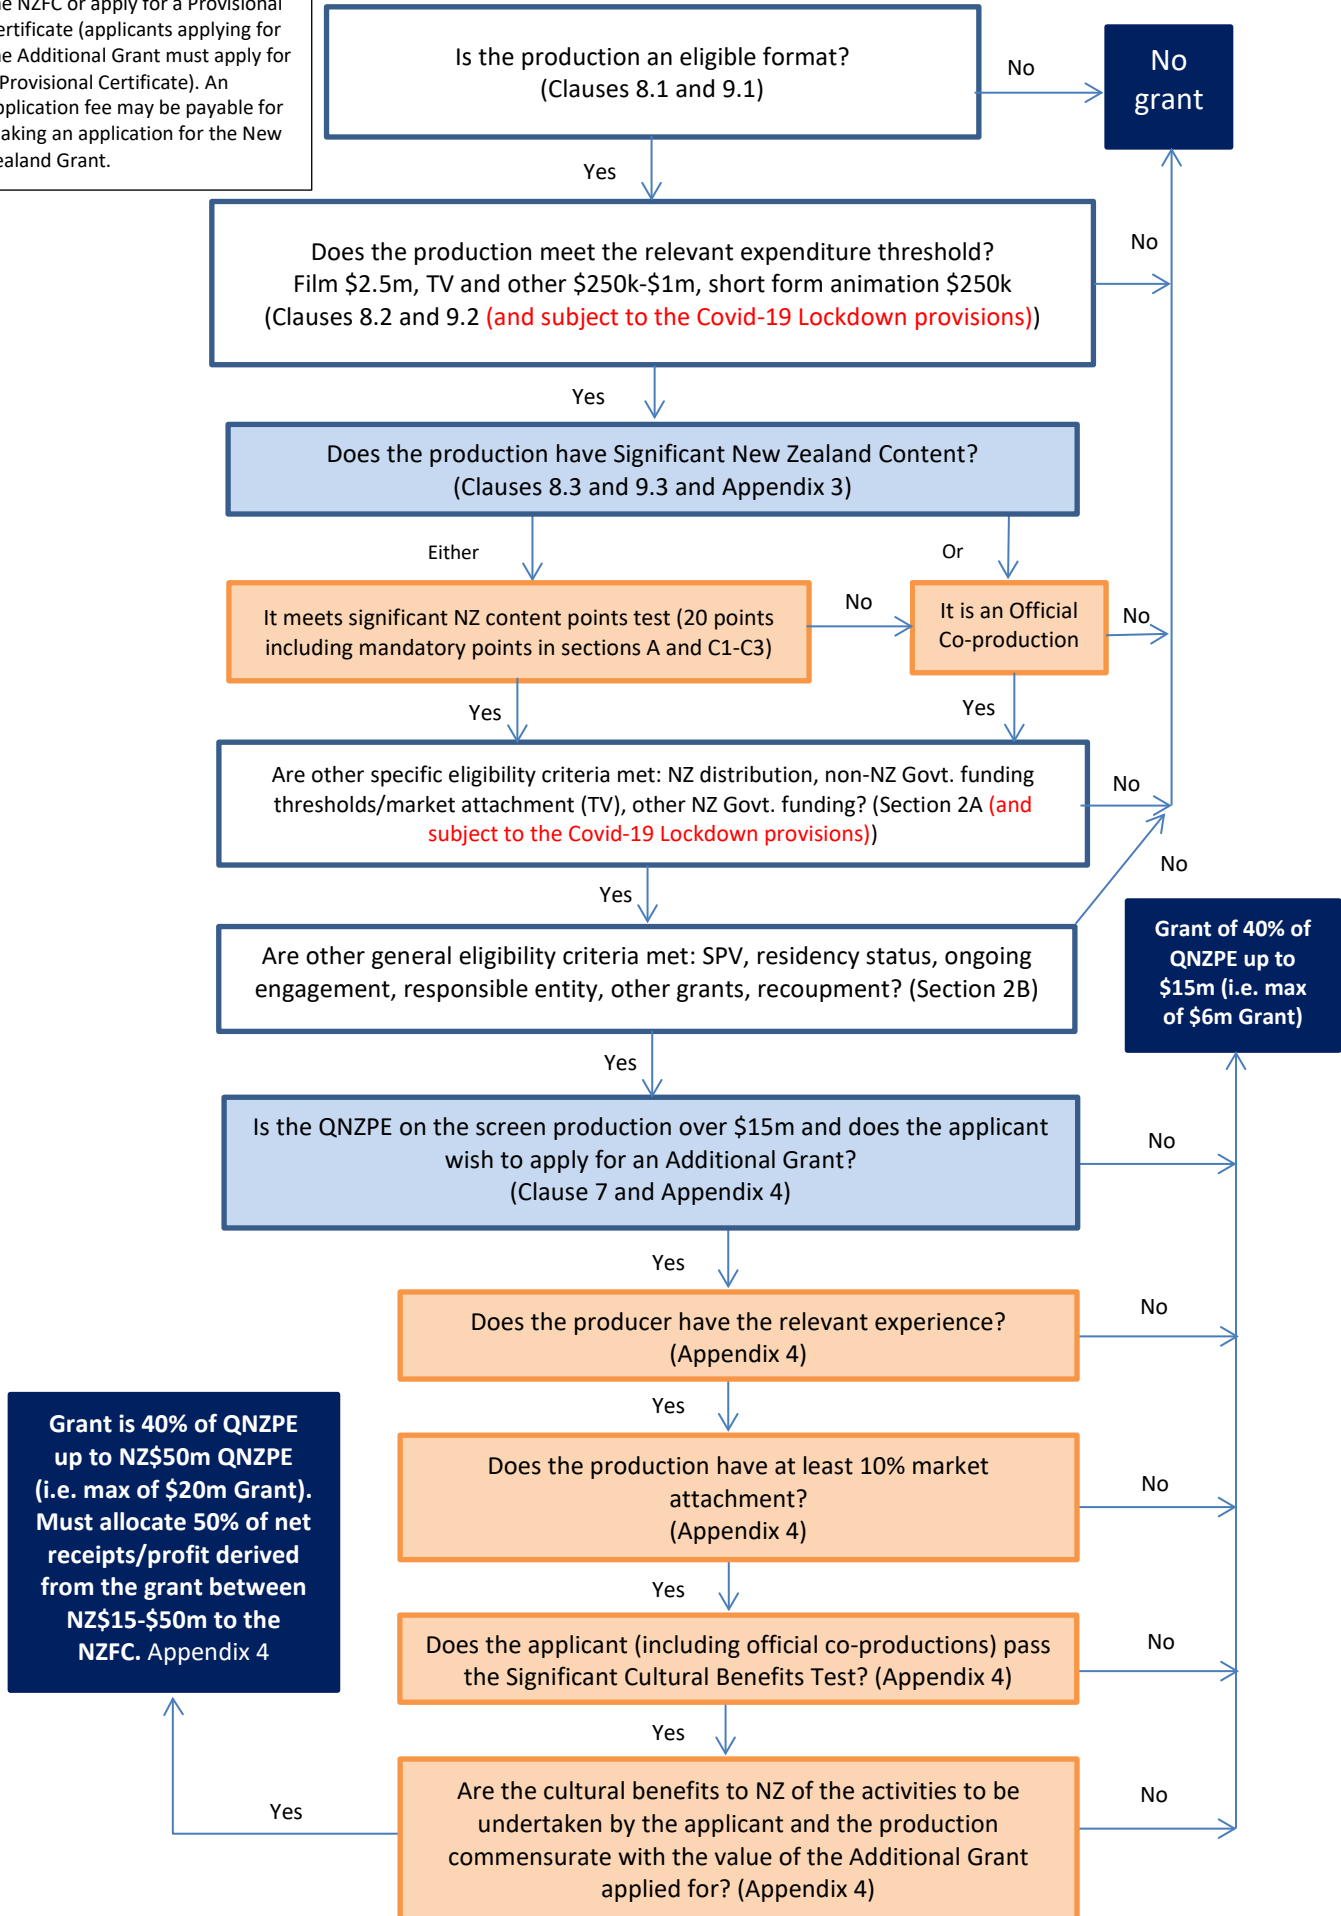 NZFC or apply for a Provisional
(applicants applying for
Additional Grant must apply for
Provisional Certificate). An
fee may be payable for
an application for the New
Grant.
Is the production an eligible format?
(Clauses 8.1 and 9.1)
No
No
grant
Yes
Does the production meet the relevant expenditure threshold?
Film $2.5m, TV and other $250k-$1m, short form animation $250k
(Clauses 8.2 and 9.2 (and subject to the Covid-19 Lockdown provisions))
No
Yes
Does the production have Significant New Zealand Content?
(Clauses 8.3 and 9.3 and Appendix 3)
Either
Or
It meets significant NZ content points test (20 points
including mandatory points in sections A and C1-C3)
No
It is an Official
Co-production
No
Yes
Yes
Are other specific eligibility criteria met: NZ distribution, non-NZ Govt. funding
thresholds/market attachment (TV), other NZ Govt. funding? (Section 2A (and
subject to the Covid-19 Lockdown provisions))
No
Yes
No
Are other general eligibility criteria met: SPV, residency status, ongoing
engagement, responsible entity, other grants, recoupment? (Section 2B)
Grant of 40% of
QNZPE up to
$15m (i.e. max
of $6m Grant)
Yes
Is the QNZPE on the screen production over $15m and does the applicant
wish to apply for an Additional Grant?
(Clause 7 and Appendix 4)
No
Yes
Does the producer have the relevant experience?
(Appendix 4)
No
Yes
Does the production have at least 10% market
attachment?
(Appendix 4)
No
Yes
Does the applicant (including official co-productions) pass
the Significant Cultural Benefits Test? (Appendix 4)
No
Yes
Are the cultural benefits to NZ of the activities to be
undertaken by the applicant and the production
commensurate with the value of the Additional Grant
applied for? (Appendix 4)
No
Yes
Grant is 40% of QNZPE
up to NZ$50m QNZPE
(i.e. max of $20m Grant).
Must allocate 50% of net
receipts/profit derived
from the grant between
NZ$15-$50m to the
NZFC. Appendix 4